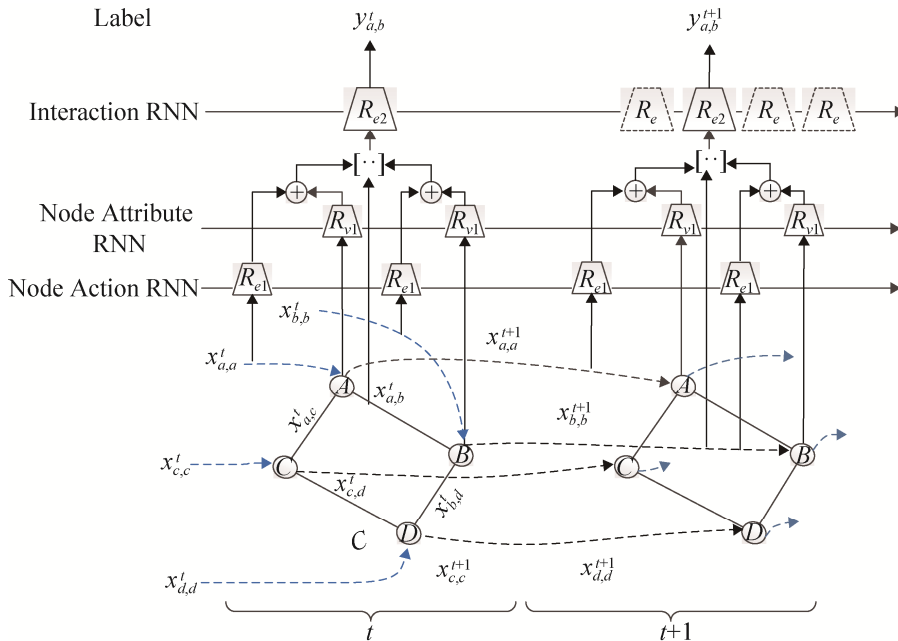 Label
y^t_{a,b}
y^{t+1}_{a,b}
Interaction RNN
R_{e2}
R_e
R_{e2}
R_e
R_e
[··]
[··]
+
+
+
+
Node Attribute
RNN
R_{v1}
R_{v1}
R_{v1}
R_{v1}
Node Action RNN
R_{e1}
R_{e1}
R_{e1}
R_{e1}
x^t_{b,b}
x^t_{a,a}
x^{t+1}_{a,a}
A
x^t_{a,b}
A
x^t_{a,c}
x^{t+1}_{b,b}
x^t_{c,c}
C
B
C
B
x^t_{c,d}
x^t_{b,d}
C
D
D
x^t_{d,d}
x^{t+1}_{c,c}
x^{t+1}_{d,d}
t
t+1